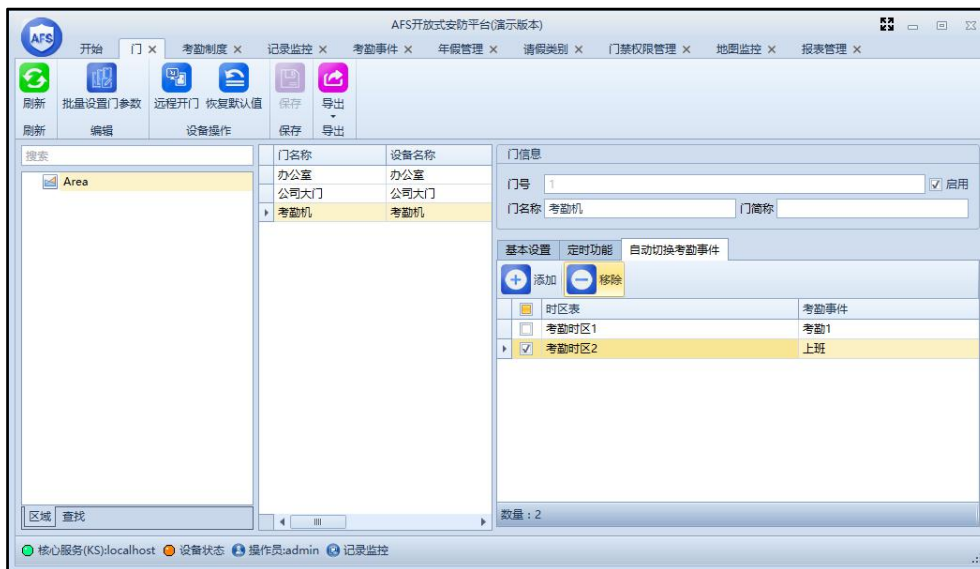 AFS开放式安防平台(演示版本)
AFS
开始 门 考勤制度 记录监控 考勤事件 年假管理 请假类别 门禁权限管理 地图监控 报表管理
刷新 批量设置门参数 远程开门 恢复默认值 保存 导出
刷新 编辑 设备操作 保存 导出
搜索
Area
门名称 设备名称
办公室 办公室
公司大门 公司大门
考勤机 考勤机
门信息
门号 1 启用
门名称 考勤机 门简称
基本设置 定时功能 自动切换考勤事件
添加 移除
时区表 考勤事件
考勤时区1 考勤1
考勤时区2 上班
数量：2
区域 查找
核心服务(KS):localhost 设备状态 操作员:admin 记录监控